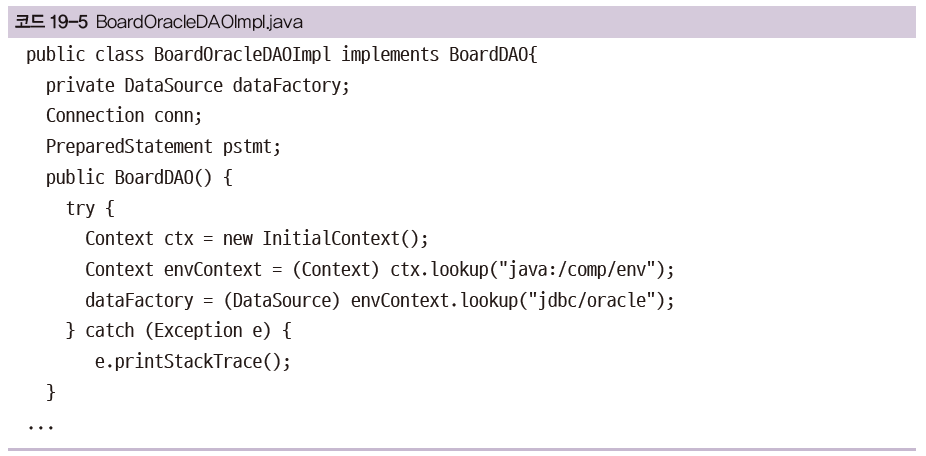 코드 19-5 BoardOracleDAOImpl.java
public class BoardOracleDAOImpl implements BoardDAO{
  private DataSource dataFactory;
  Connection conn;
  PreparedStatement pstmt;
  public BoardDAO() {
    try {
      Context ctx = new InitialContext();
      Context envContext = (Context) ctx.lookup("java:/comp/env");
      dataFactory = (DataSource) envContext.lookup("jdbc/oracle");
    } catch (Exception e) {
       e.printStackTrace();
  }
...